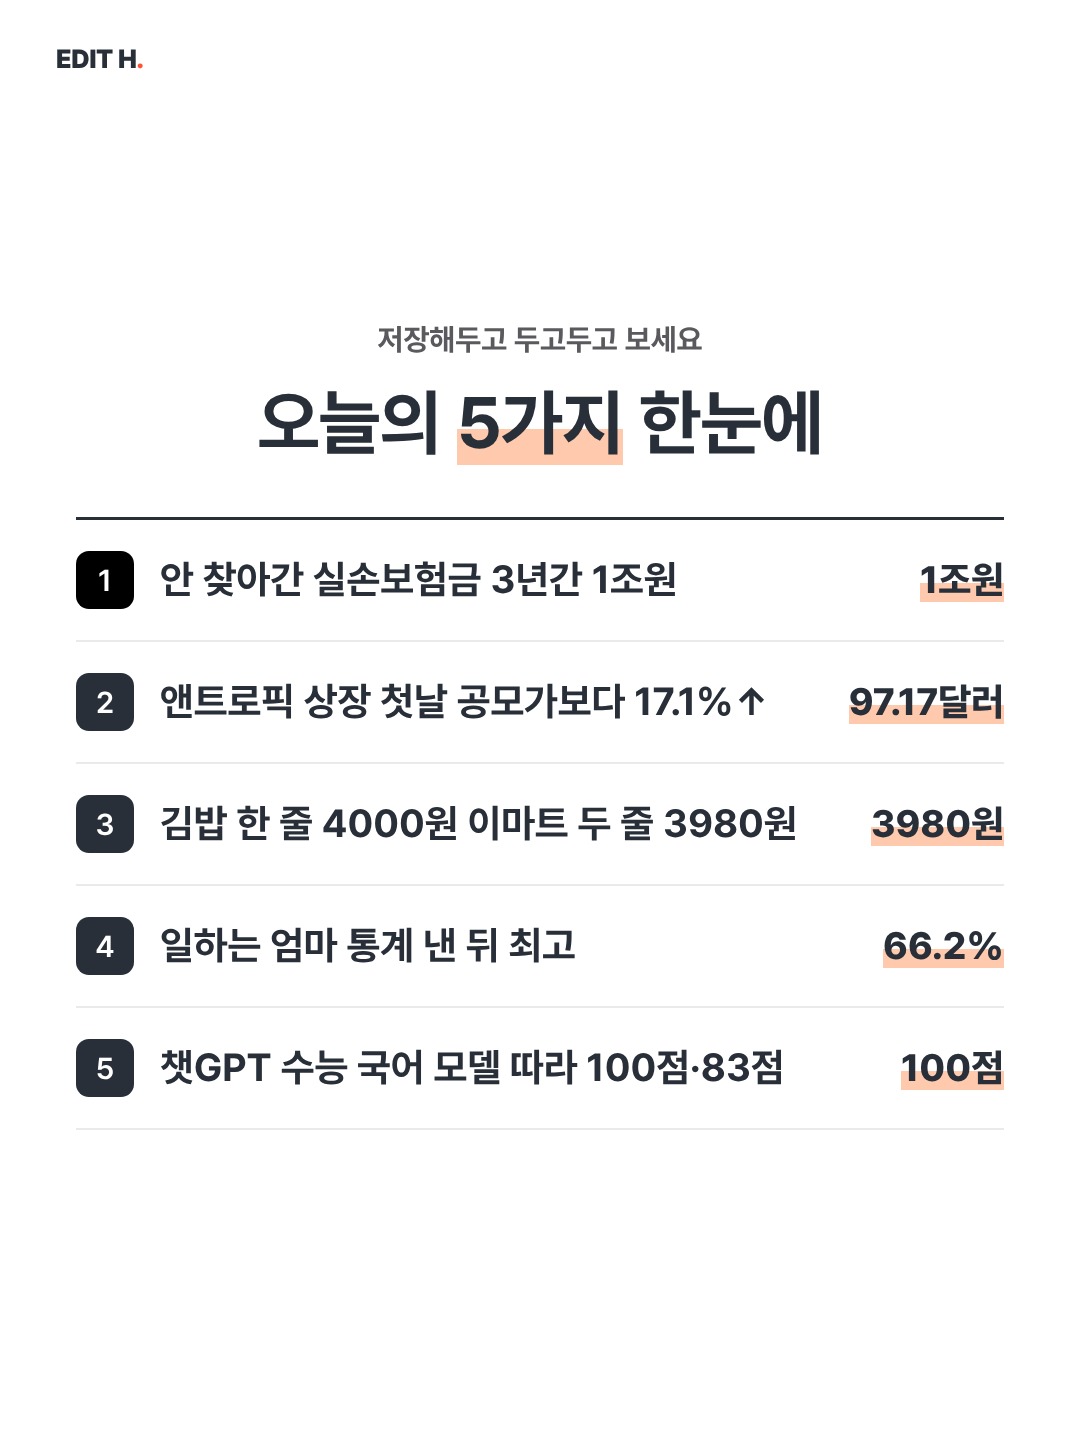 EDIT H.
저장해두고 두고두고 보세요
오늘의 5가지 한눈에
1 안 찾아간 실손보험금 3년간 1조원 1조원
2 앤트로픽 상장 첫날 공모가보다 17.1%↑ 97.17달러
3 김밥 한 줄 4000원 이마트 두 줄 3980원 3980원
4 일하는 엄마 통계 낸 뒤 최고 66.2%
5 챗GPT 수능 국어 모델 따라 100점·83점 100점